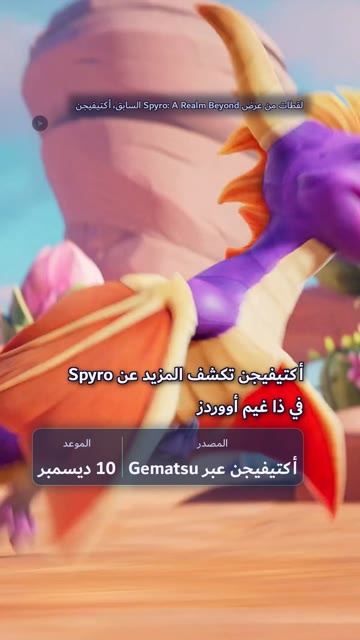 لقطات من عرض Spyro: A Realm Beyond السابق، أكتيفيجن
أكتيفيجن تكشف المزيد عن Spyro
في ذا غيم أووردز
المصدر
أكتيفيجن عبر Gematsu
الموعد
10 ديسمبر